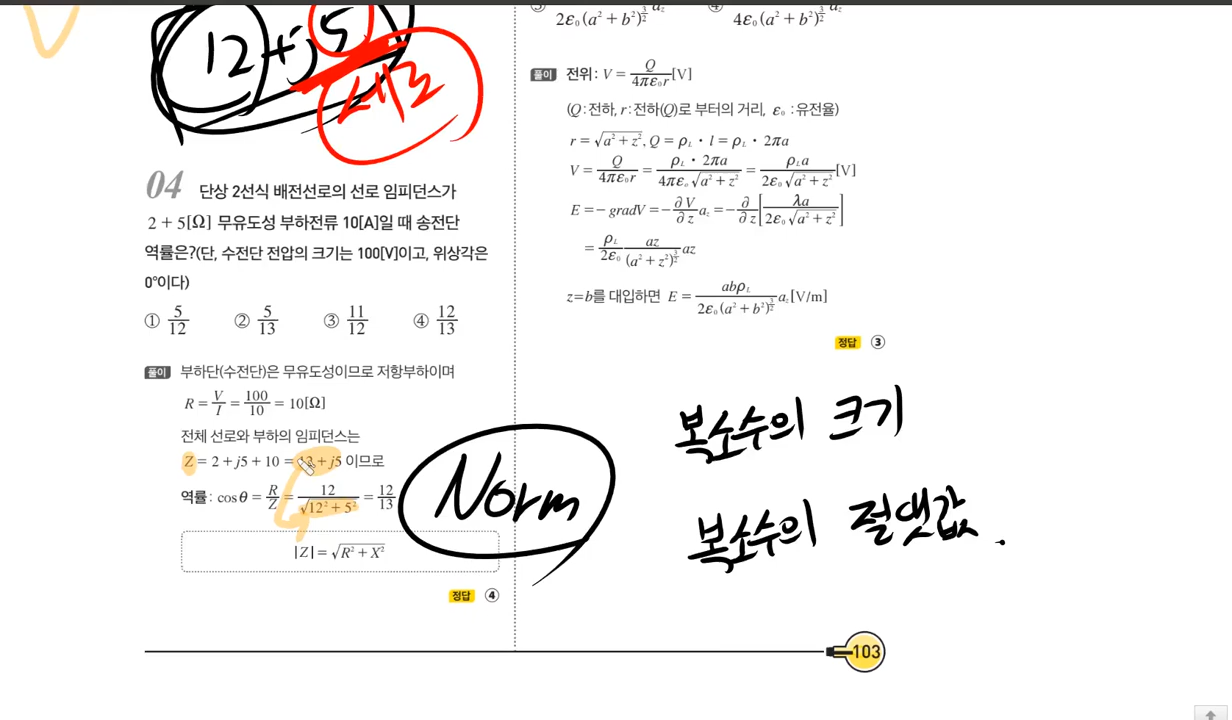 12+j5
세로
04 단상 2선식 배전선로의 선로 임피던스가
2+5[Ω] 무유도성 부하전류 10[A]일 때 송전단
역률은?(단, 수전단 전압의 크기는 100[V]이고, 위상각은
0°이다)
① 5/12 ② 5/13 ③ 11/12 ④ 12/13
풀이 부하단(수전단)은 무유도성이므로 저항부하이며
R = V/I = 100/10 = 10[Ω]
전체 선로와 부하의 임피던스는
Z = 2 + j5 + 10 = 12 + j5 이므로
역률 : cosθ = R/Z = 12/√(12² + 5²) = 12/13
|Z| = √(R² + X²)
정답 ④
2ε₀(a² + b²)^(3/2) a_z ④ 4ε₀(a² + b²)^(3/2)
풀이 전위 : V = Q/(4πε₀r) [V]
(Q : 전하, r : 전하(Q)로 부터의 거리, ε₀ : 유전율)
r = √(a² + z²), Q = ρ_L · l = ρ_L · 2πa
V = Q/(4πε₀r) = ρ_L · 2πa/(4πε₀√(a² + z²)) = ρ_L a/(2ε₀√(a² + z²)) [V]
E = − gradV = −∂V/∂z a_z = −∂/∂z [λa/(2ε₀√(a² + z²))]
= ρ_L/(2ε₀) az/(a² + z²)^(3/2) az
z=b를 대입하면 E = abρ_L/(2ε₀(a² + b²)^(3/2)) a_z [V/m]
정답 ③
Norm
복소수의 크기
복소수의 절댓값.
103